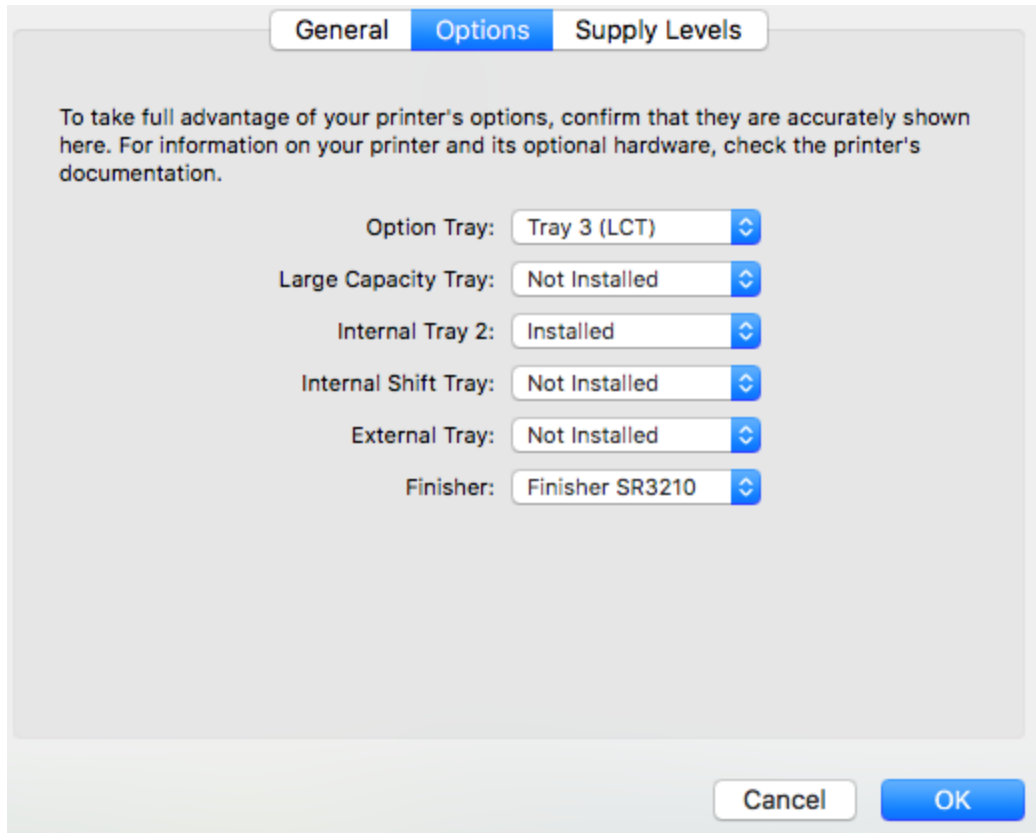 General Options Supply Levels
To take full advantage of your printer's options, confirm that they are accurately shown
here. For information on your printer and its optional hardware, check the printer's
documentation.
Option Tray: Tray 3 (LCT)
Large Capacity Tray: Not Installed
Internal Tray 2: Installed
Internal Shift Tray: Not Installed
External Tray: Not Installed
Finisher: Finisher SR3210
Cancel OK